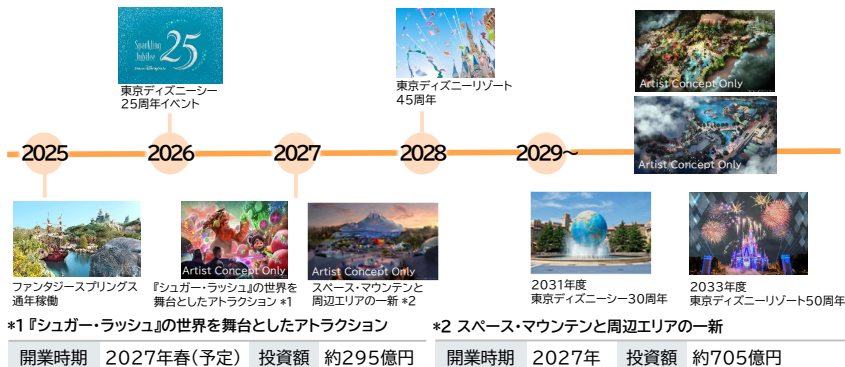 Sparkling
Jubilee
25
東京ディズニーシー
25周年イベント
東京ディズニーリゾート
45周年
Artist Concept Only
Artist Concept Only
2025
2026
2027
2028
2029~
Artist Concept Only
Artist Concept Only
ファンタジースプリングス
通年稼働
『シュガー・ラッシュ』の世界を
舞台としたアトラクション *1
スペース・マウンテンと
周辺エリアの一新 *2
2031年度
東京ディズニーシー30周年
2033年度
東京ディズニーリゾート50周年
*1 『シュガー・ラッシュ』の世界を舞台としたアトラクション
*2 スペース・マウンテンと周辺エリアの一新
開業時期 2027年春(予定) 投資額 約295億円
開業時期 2027年 投資額 約705億円